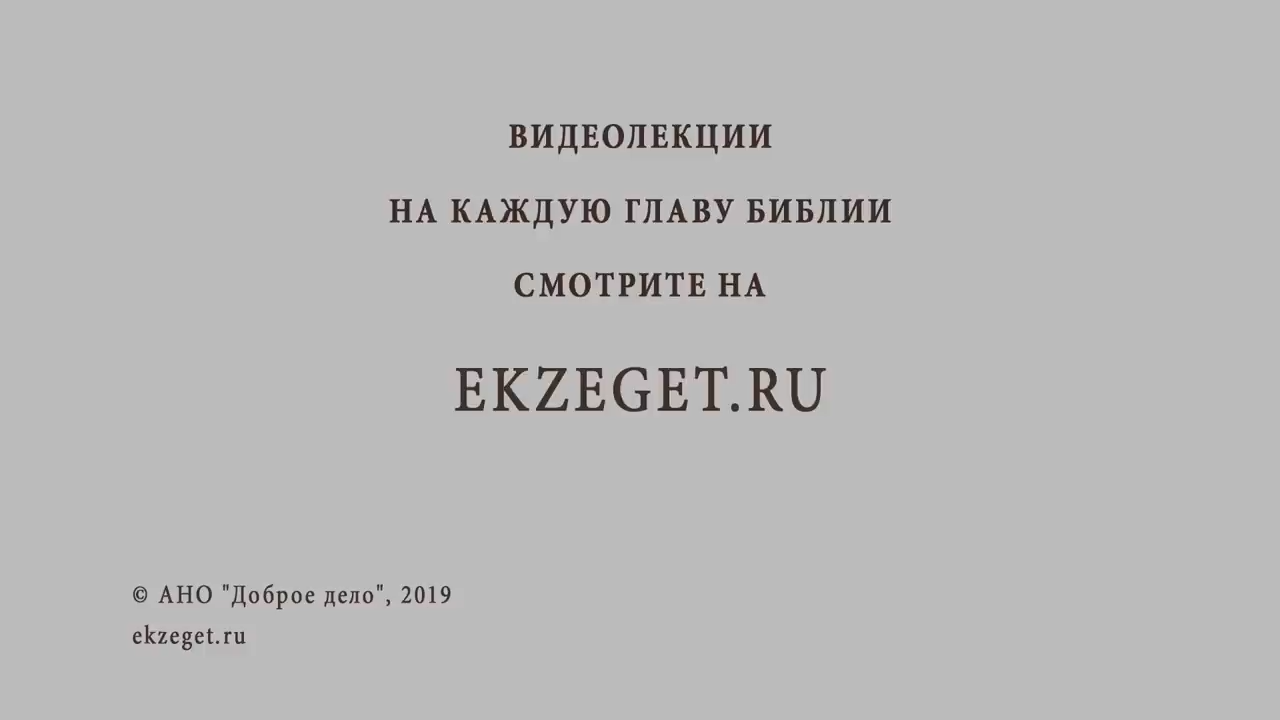 ВИДЕОЛЕКЦИИ
НА КАЖДУЮ ГЛАВУ БИБЛИИ
СМОТРИТЕ НА
EKZEGET.RU
© АНО "Доброе дело", 2019
ekzeget.ru